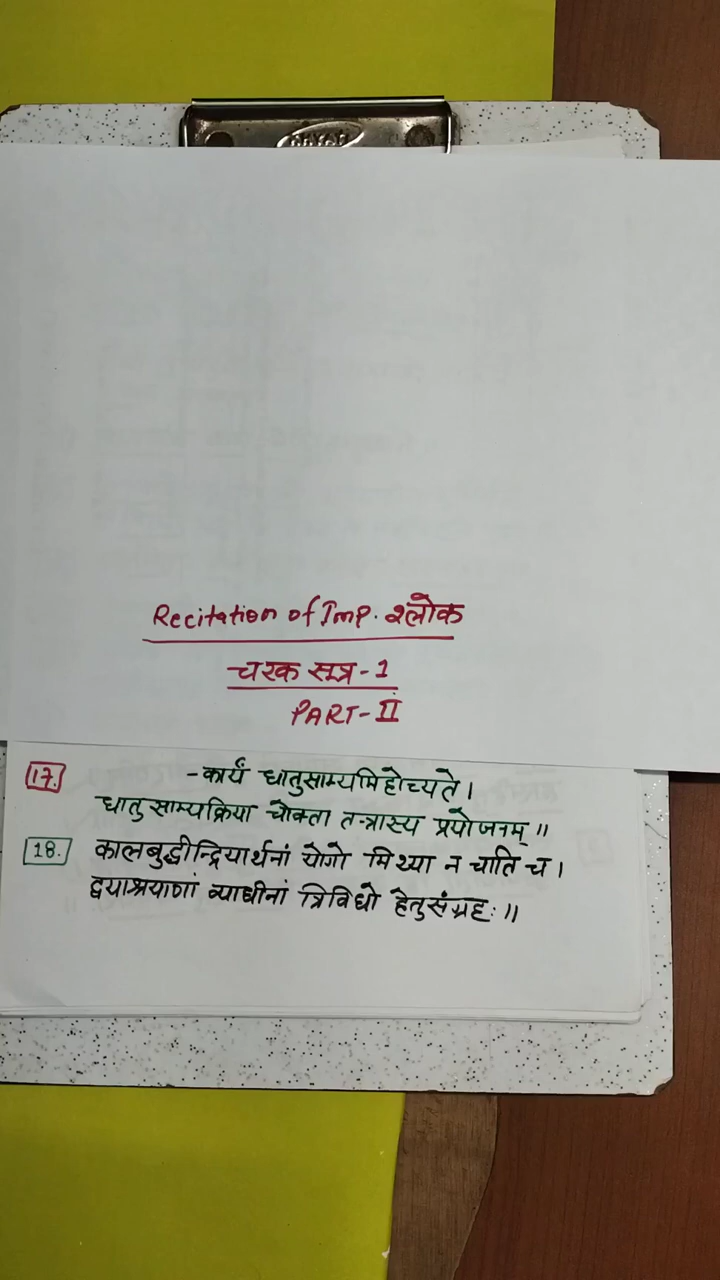 Recitation of Imp. श्लोक
चरक सूत्र-1
PART-II
17. -कार्यं धातुसाम्यमिहोच्यते।
धातुसाम्यक्रिया चोक्ता तन्त्रास्य प्रयोजनम्॥
18. कालबुद्धीन्द्रियार्थनां योगो मिथ्या न चाति च।
द्वयाश्रयाणां व्याधीनां त्रिविधो हेतुसंग्रहः॥